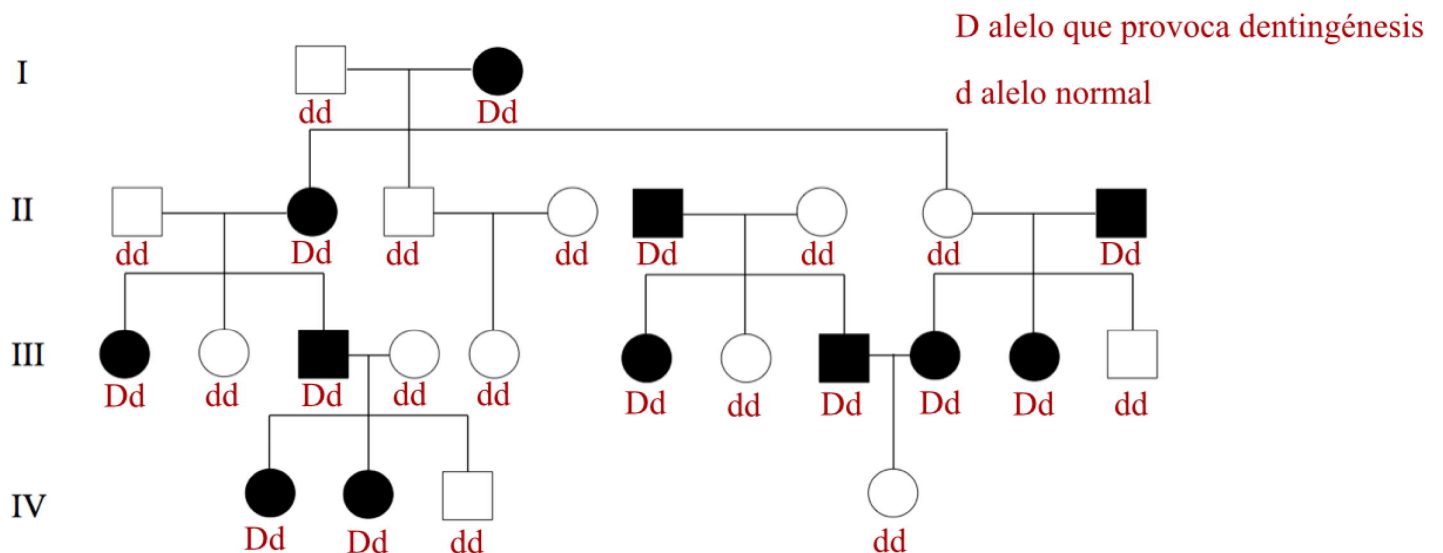 D alelo que provoca dentingénesis
I
d alelo normal
dd Dd
II
dd Dd dd dd Dd dd dd Dd
III
Dd dd Dd dd dd Dd dd Dd Dd Dd dd
IV
Dd Dd dd dd